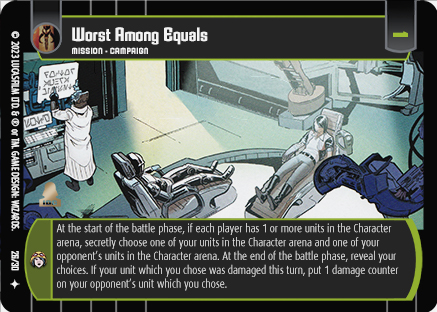 Worst Among Equals
MISSION - CAMPAIGN
1
At the start of the battle phase, if each player has 1 or more units in the Character
arena, secretly choose one of your units in the Character arena and one of your
opponent's units in the Character arena. At the end of the battle phase, reveal your
choices. If your unit which you chose was damaged this turn, put 1 damage counter
on your opponent's unit which you chose.
© 2023 LUCASFILM LTD. & ® or TM. GAME DESIGN: WIZARDS.